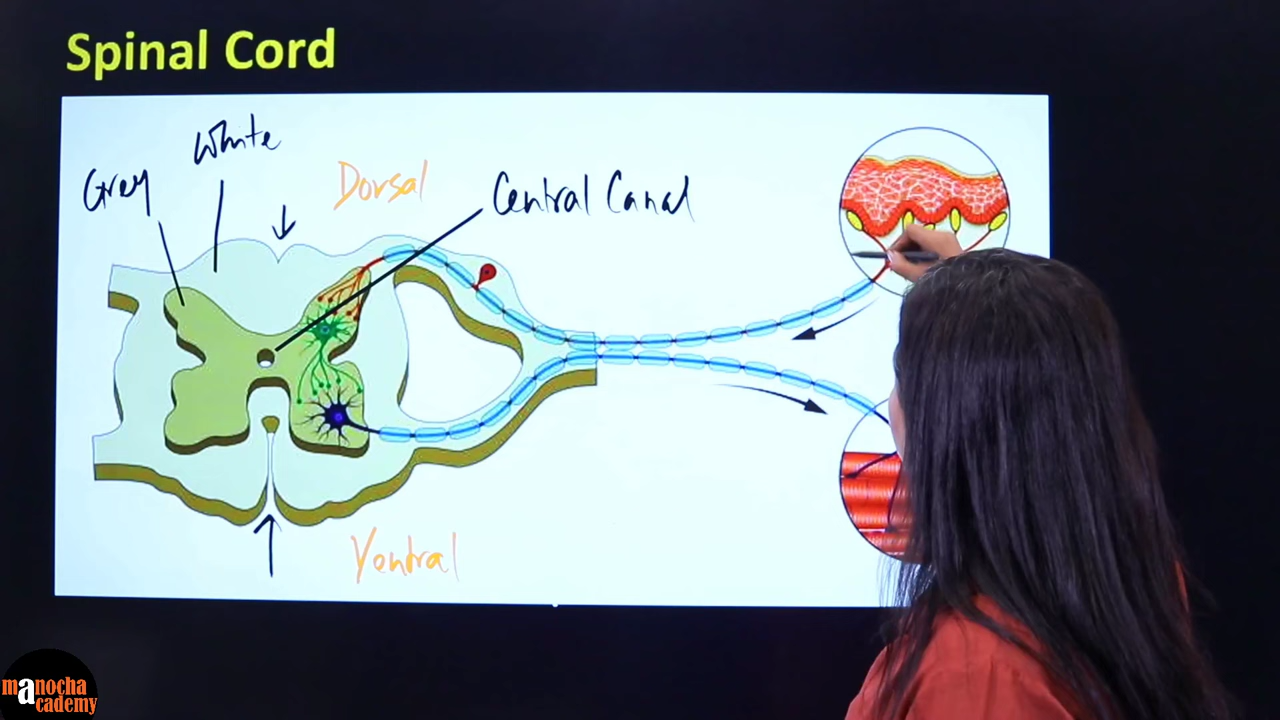 Spinal Cord
White
Grey
Dorsal
Central Canal
Ventral
manocha
academy